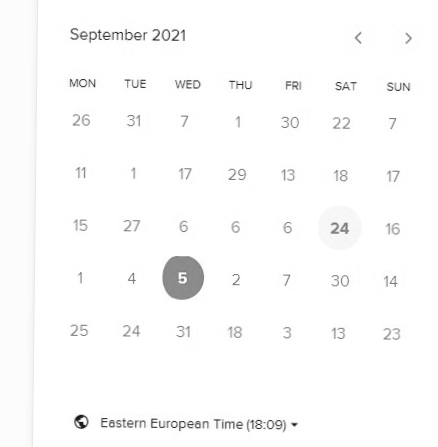 September 2021
MON TUE WED THU FRI SAT SUN
26 31 7 1 30 22 7
11 1 17 29 13 18 17
15 27 6 6 6 24 16
1 4 5 2 7 30 14
25 24 31 18 3 13 23
Eastern European Time (18:09)